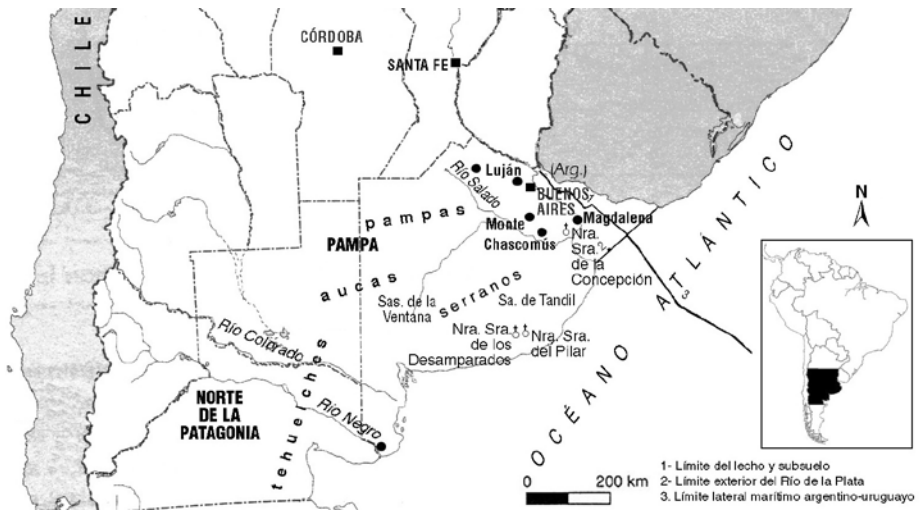 CHILE
CÓRDOBA
SANTA FE
Luján
(Arg.)
1
Río Salado
BUENOS
AIRES
pampas
Monte
Magdalena
PAMPA
Chascomús
Nra.
Sra.
2
de la
Concepción
aucas
serranos
Sas. de la
Ventana
Sa. de Tandil
Nra. Sra.
de los
Desamparados
Nra. Sra.
del Pilar
Río Colorado
tehuelches
NORTE
DE LA
PATAGONIA
Río Negro
OCÉANO ATLÁNTICO
3
N
0 200 km
1- Límite del lecho y subsuelo
2- Límite exterior del Río de la Plata
3. Límite lateral marítimo argentino-uruguayo